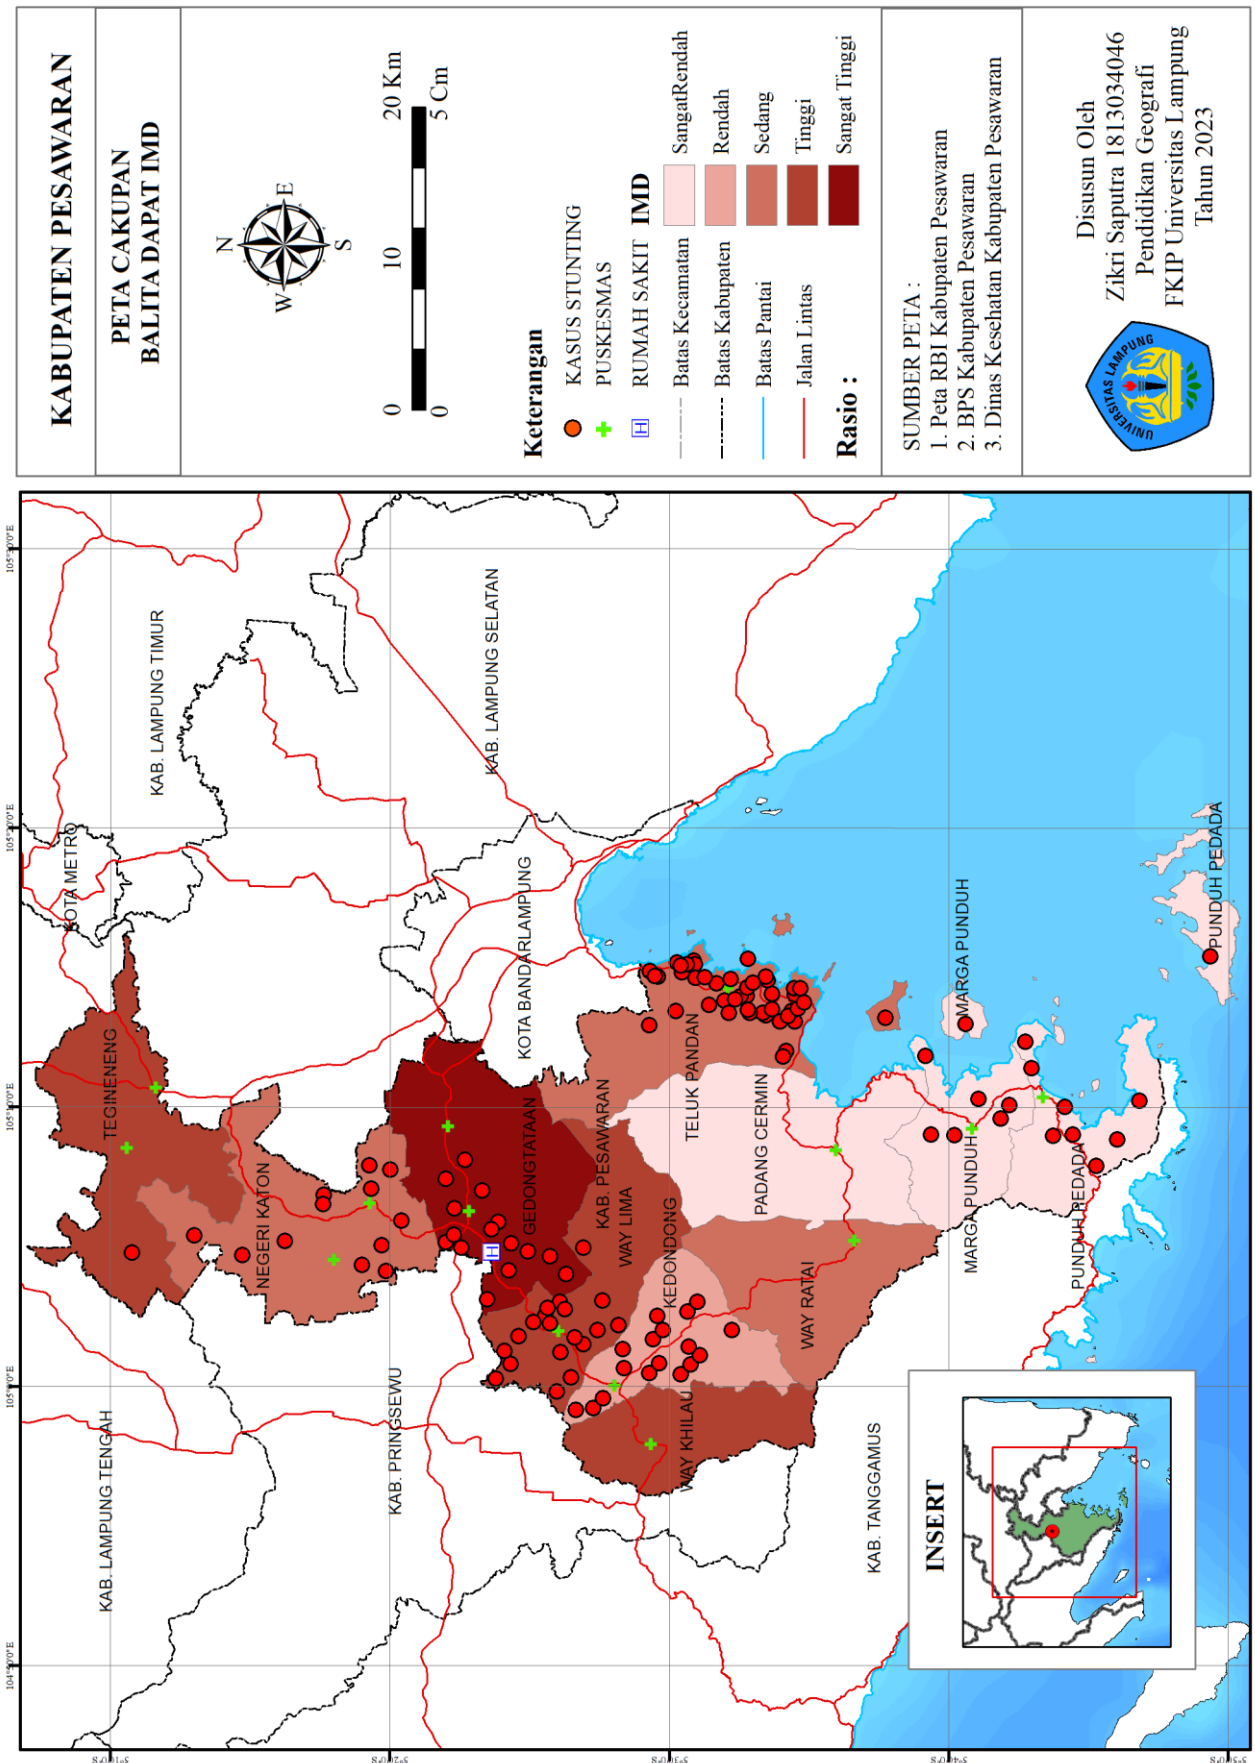 KABUPATEN PESAWARAN
PETA CAKUPAN
BALITA DAPAT IMD
N
W
E
S
0
10
20 Km
0
5 Cm
Keterangan
KASUS STUNTING
PUSKESMAS
H
RUMAH SAKIT
Batas Kecamatan
Batas Kabupaten
Batas Pantai
Jalan Lintas
Rasio :
IMD
SangatRendah
Rendah
Sedang
Tinggi
Sangat Tinggi
SUMBER PETA :
1. Peta RBI Kabupaten Pesawaran
2. BPS Kabupaten Pesawaran
3. Dinas Kesehatan Kabupaten Pesawaran
UNIVERSITAS LAMPUNG
Disusun Oleh
Zikri Saputra 1813034046
Pendidikan Geografi
FKIP Universitas Lampung
Tahun 2023
KAB. LAMPUNG TENGAH
TEGINENENG
KOTA METRO
KAB. LAMPUNG TIMUR
NEGERI KATON
KAB. PRINGSEWU
GEDONGTAATAN
KOTA BANDARLAMPUNG
KAB. LAMPUNG SELATAN
H
KAB. PESAWARAN
WAY LIMA
KEDONDONG
WAY KHILAU
TELUK PANDAN
PADANG CERMIN
WAY RATAI
KAB. TANGGAMUS
MARGA PUNDUH
MARGA PUNDUH
PUNDUH PEDADA
PUNDUH PEDADA
INSERT